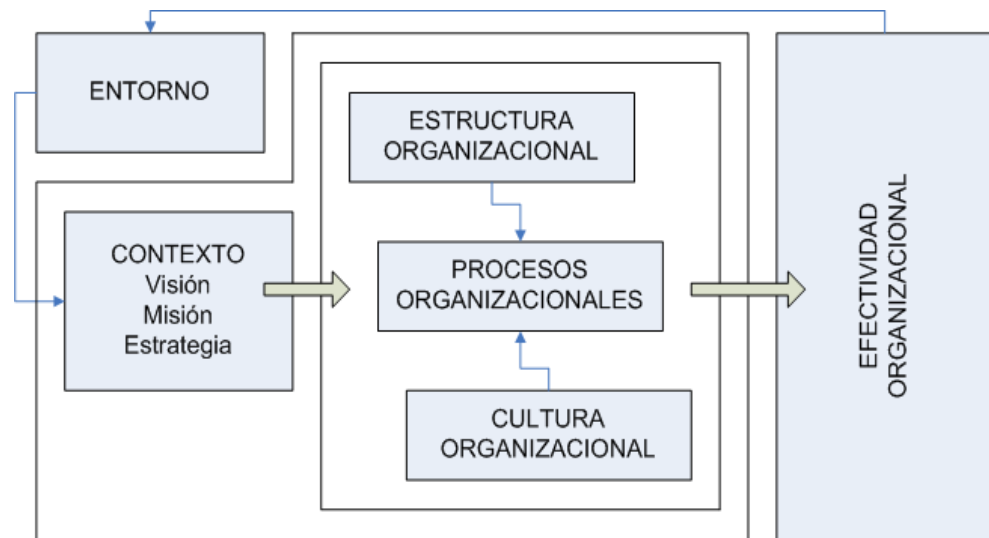 ENTORNO
ESTRUCTURA
ORGANIZACIONAL
CONTEXTO
Visión
Misión
Estrategia
PROCESOS
ORGANIZACIONALES
CULTURA
ORGANIZACIONAL
EFECTIVIDAD
ORGANIZACIONAL